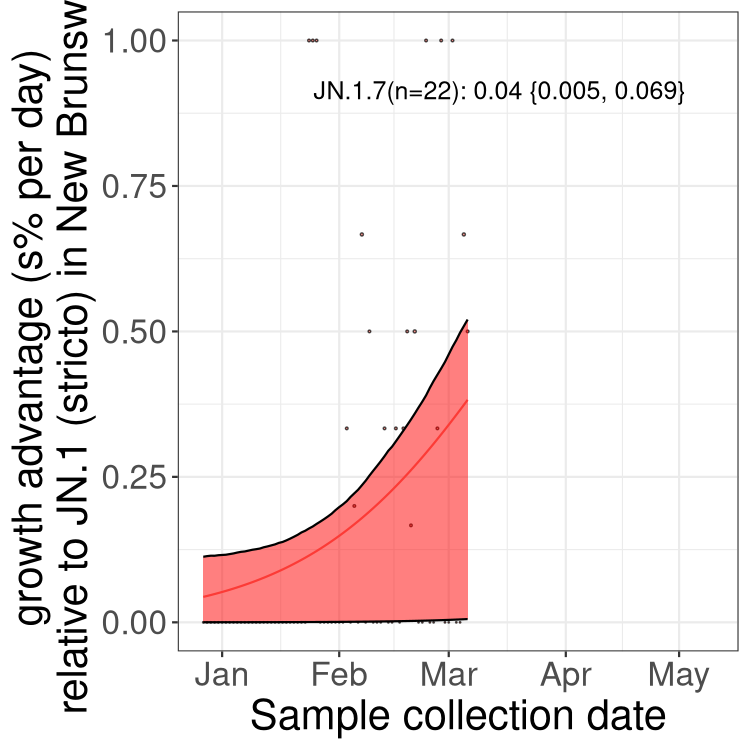 growth advantage (s% per day)
relative to JN.1 (stricto) in New Brunsw
1.00
0.75
0.50
0.25
0.00
JN.1.7(n=22): 0.04 {0.005, 0.069}
Jan Feb Mar Apr May
Sample collection date